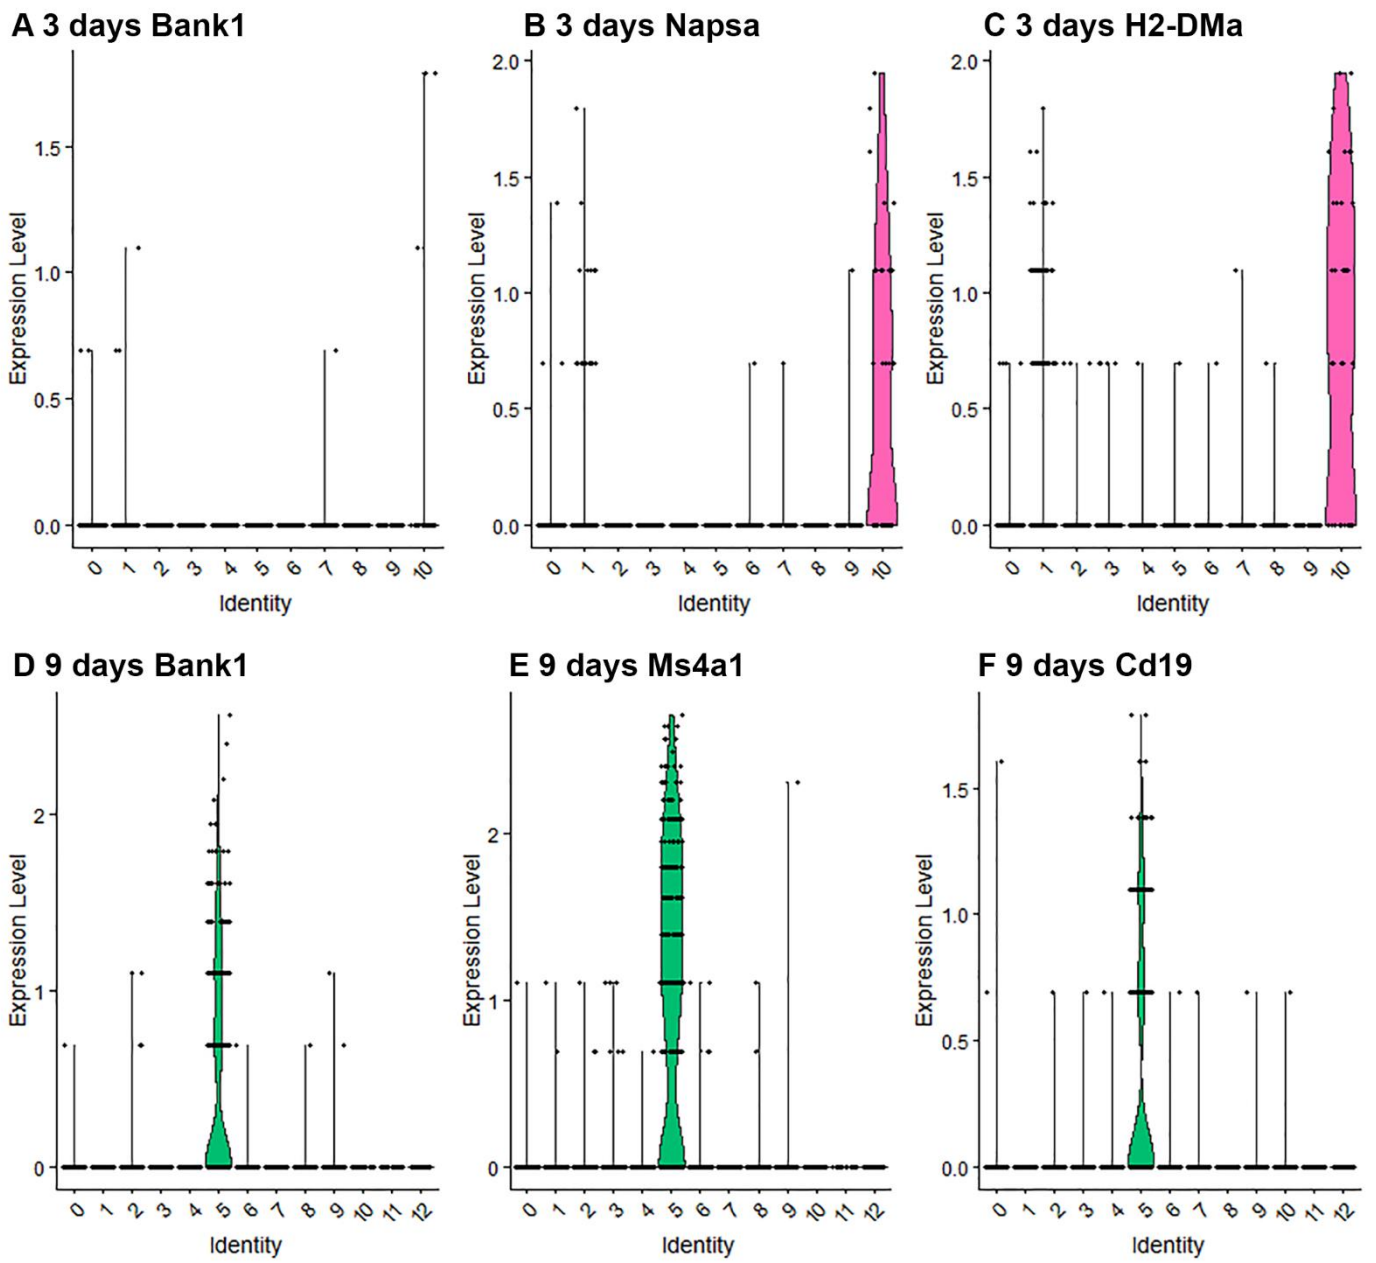 A 3 days Bank1
B 3 days Napsa
C 3 days H2-DMa
Expression Level
1.5
1.0
0.5
0.0
0 1 2 3 4 5 6 7 8 9 10
Identity
Expression Level
2.0
1.5
1.0
0.5
0.0
0 1 2 3 4 5 6 7 8 9 10
Identity
Expression Level
2.0
1.5
1.0
0.5
0.0
0 1 2 3 4 5 6 7 8 9 10
Identity
D 9 days Bank1
E 9 days Ms4a1
F 9 days Cd19
Expression Level
2
1
0
0 1 2 3 4 5 6 7 8 9 10 11 12
Identity
Expression Level
2
1
0
0 1 2 3 4 5 6 7 8 9 10 11 12
Identity
Expression Level
1.5
1.0
0.5
0.0
0 1 2 3 4 5 6 7 8 9 10 11 12
Identity